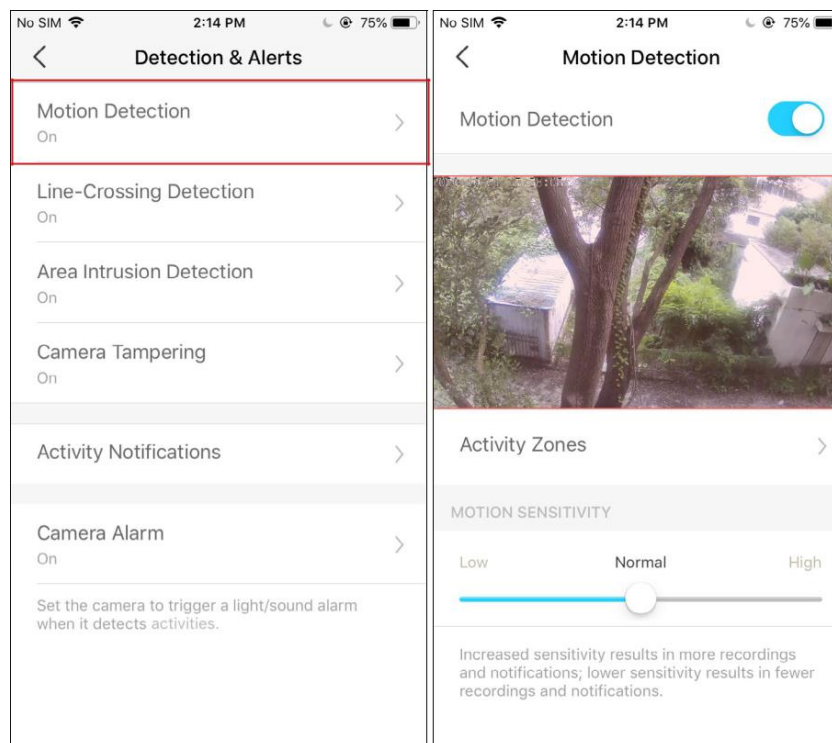 No SIM 2:14 PM 75%
Detection & Alerts
Motion Detection
On
Line-Crossing Detection
On
Area Intrusion Detection
On
Camera Tampering
On
Activity Notifications
Camera Alarm
On
Set the camera to trigger a light/sound alarm
when it detects activities.
No SIM 2:14 PM 75%
Motion Detection
Motion Detection
Activity Zones
MOTION SENSITIVITY
Low Normal High
Increased sensitivity results in more recordings
and notifications; lower sensitivity results in fewer
recordings and notifications.